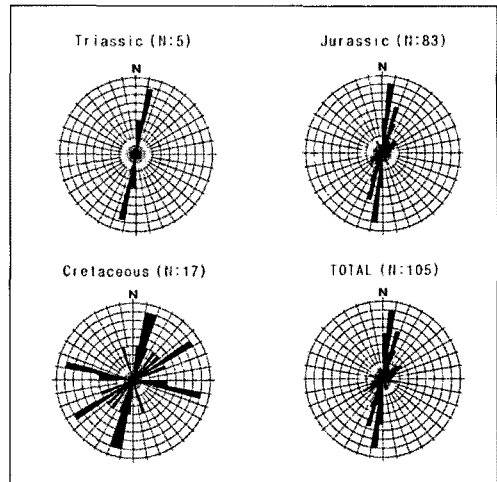 Triassic (N:5)
N
Jurassic (N:83)
N
Cretaceous (N:17)
N
TOTAL (N:105)
N